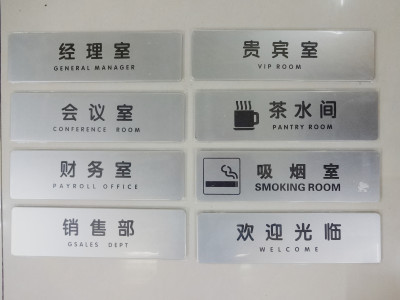 经理室
GENERAL MANAGER
贵宾室
VIP ROOM
会议室
CONFERENCE ROOM
茶水间
PANTRY ROOM
财务室
PAYROLL OFFICE
吸烟室
SMOKING ROOM
销售部
GSALES DEPT
欢迎光临
WELCOME